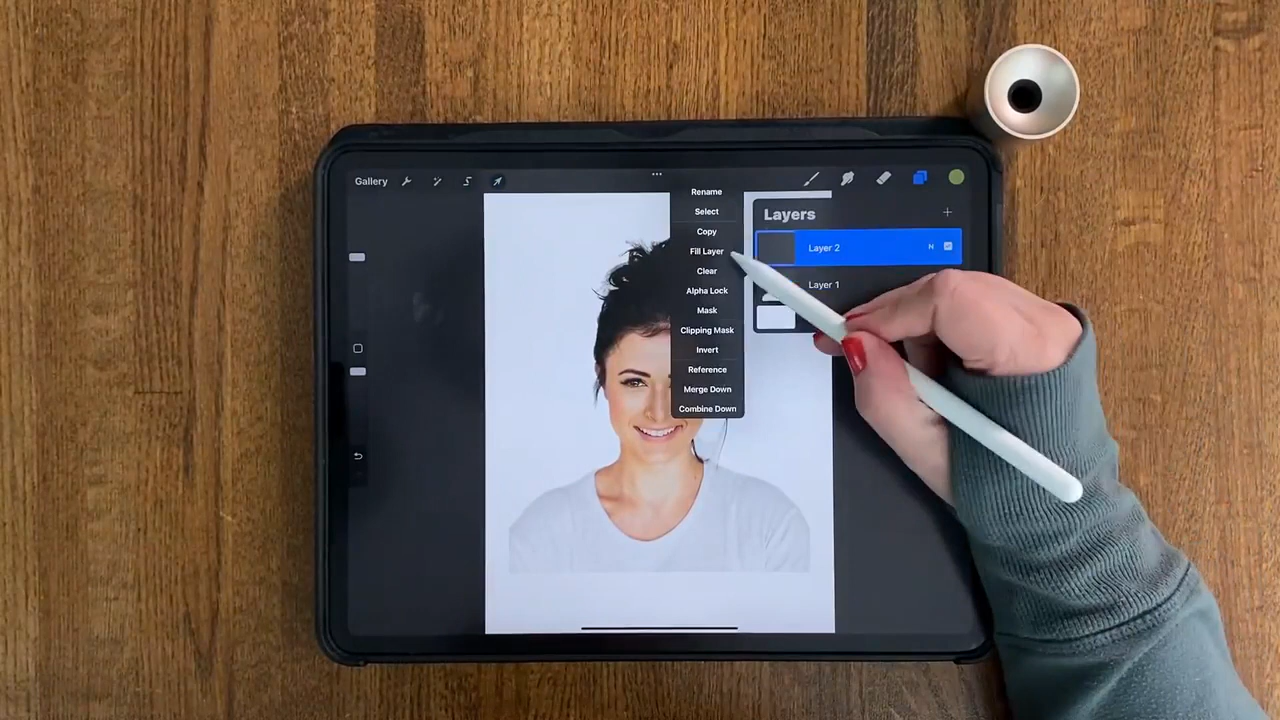 Gallery
Rename
Select
Copy
Fill Layer
Clear
Alpha Lock
Mask
Clipping Mask
Invert
Reference
Merge Down
Combine Down
Layers
Layer 2
N
Layer 1